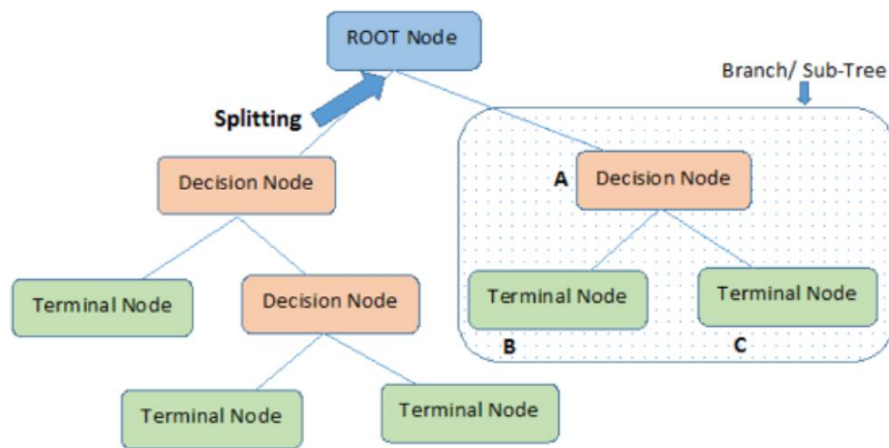 ROOT Node
Branch/ Sub-Tree
Splitting
Decision Node
A
Decision Node
Terminal Node
Decision Node
Terminal Node
Terminal Node
B
C
Terminal Node
Terminal Node